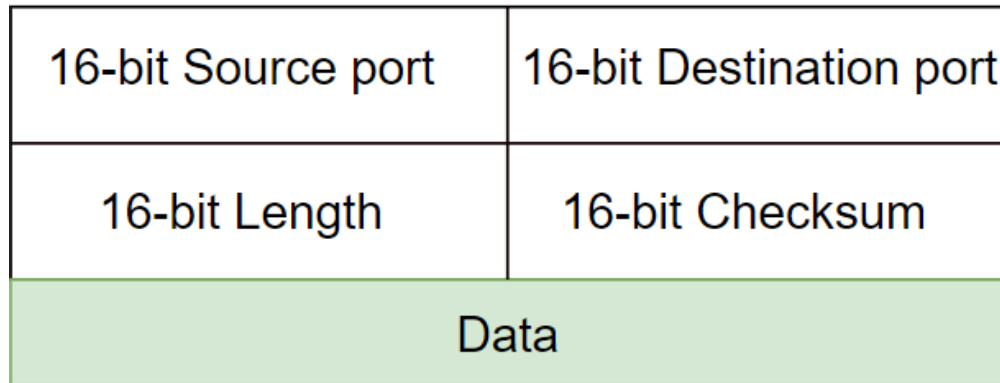 16-bit Source port
16-bit Destination port
16-bit Length
16-bit Checksum
Data